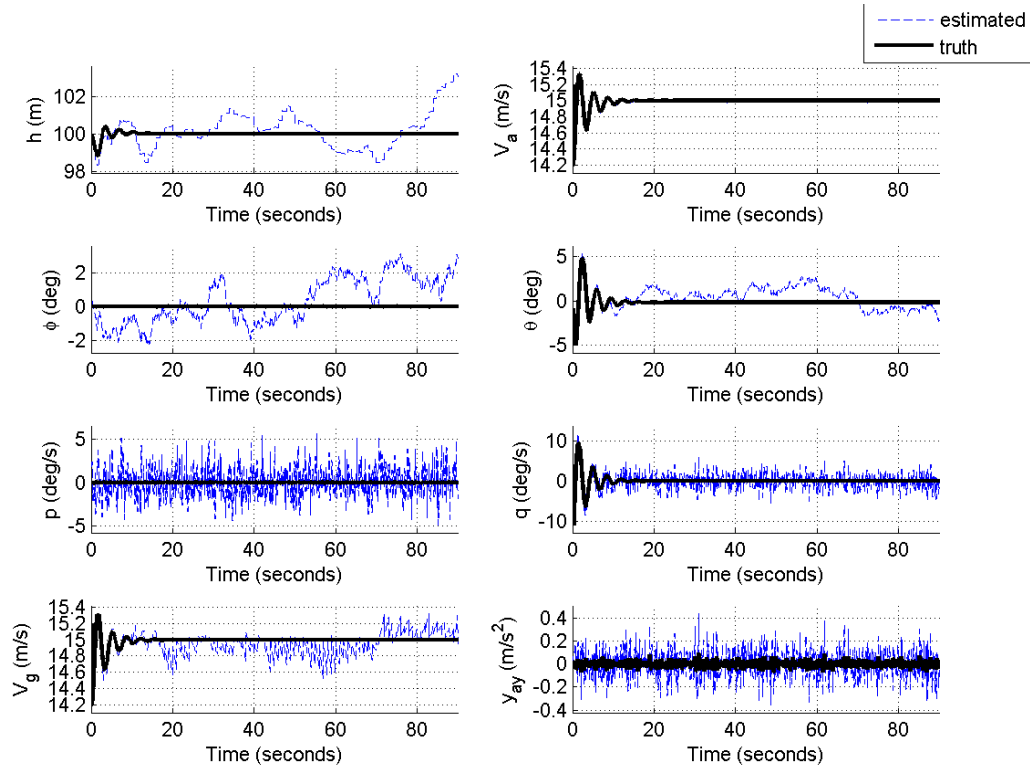 estimated
truth
102
100
98
h (m)
0 20 40 60 80
Time (seconds)
15.4
15.2
15
14.8
14.6
14.4
14.2
V_a (m/s)
0 20 40 60 80
Time (seconds)
2
0
-2
ϕ (deg)
0 20 40 60 80
Time (seconds)
5
0
-5
θ (deg)
0 20 40 60 80
Time (seconds)
5
0
-5
p (deg/s)
0 20 40 60 80
Time (seconds)
10
0
-10
q (deg/s)
0 20 40 60 80
Time (seconds)
15.4
15.2
15
14.8
14.6
14.4
14.2
V_g (m/s)
0 20 40 60 80
Time (seconds)
0.4
0.2
0
-0.2
-0.4
y_ay (m/s²)
0 20 40 60 80
Time (seconds)